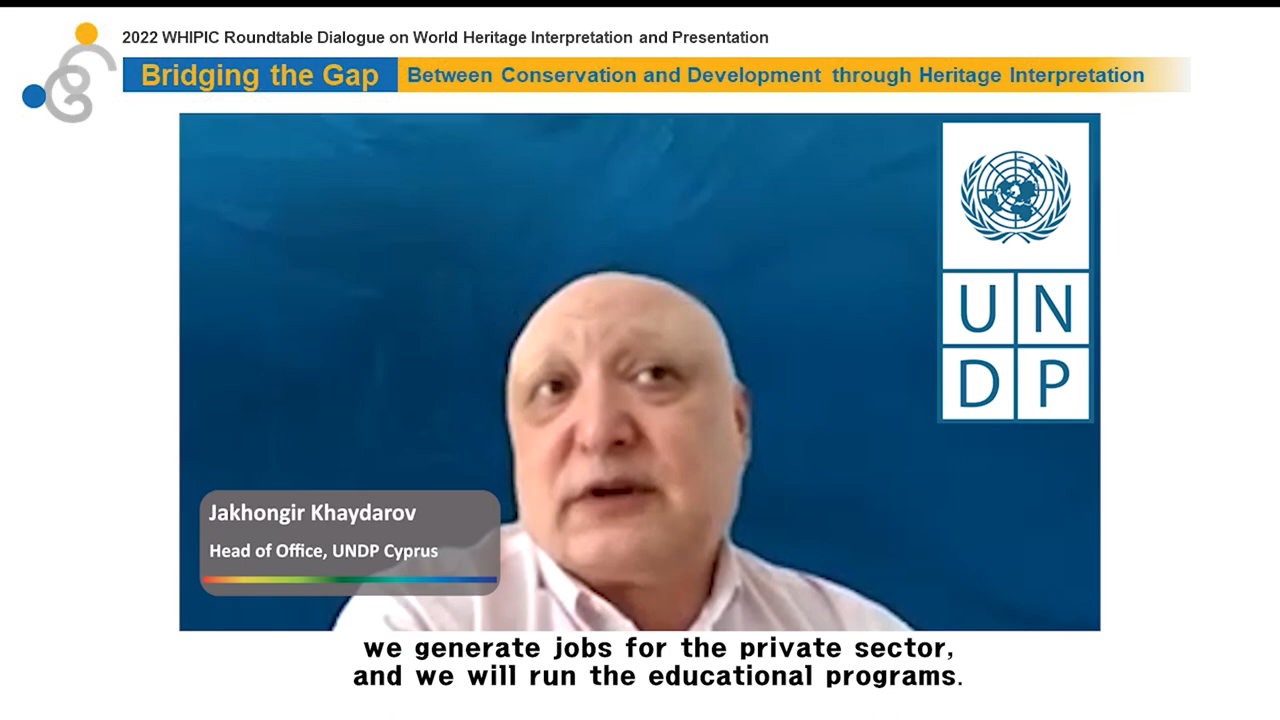 2022 WHIPIC Roundtable Dialogue on World Heritage Interpretation and Presentation
Bridging the Gap Between Conservation and Development through Heritage Interpretation
UN
DP
Jakhongir Khaydarov
Head of Office, UNDP Cyprus
we generate jobs for the private sector,
and we will run the educational programs.